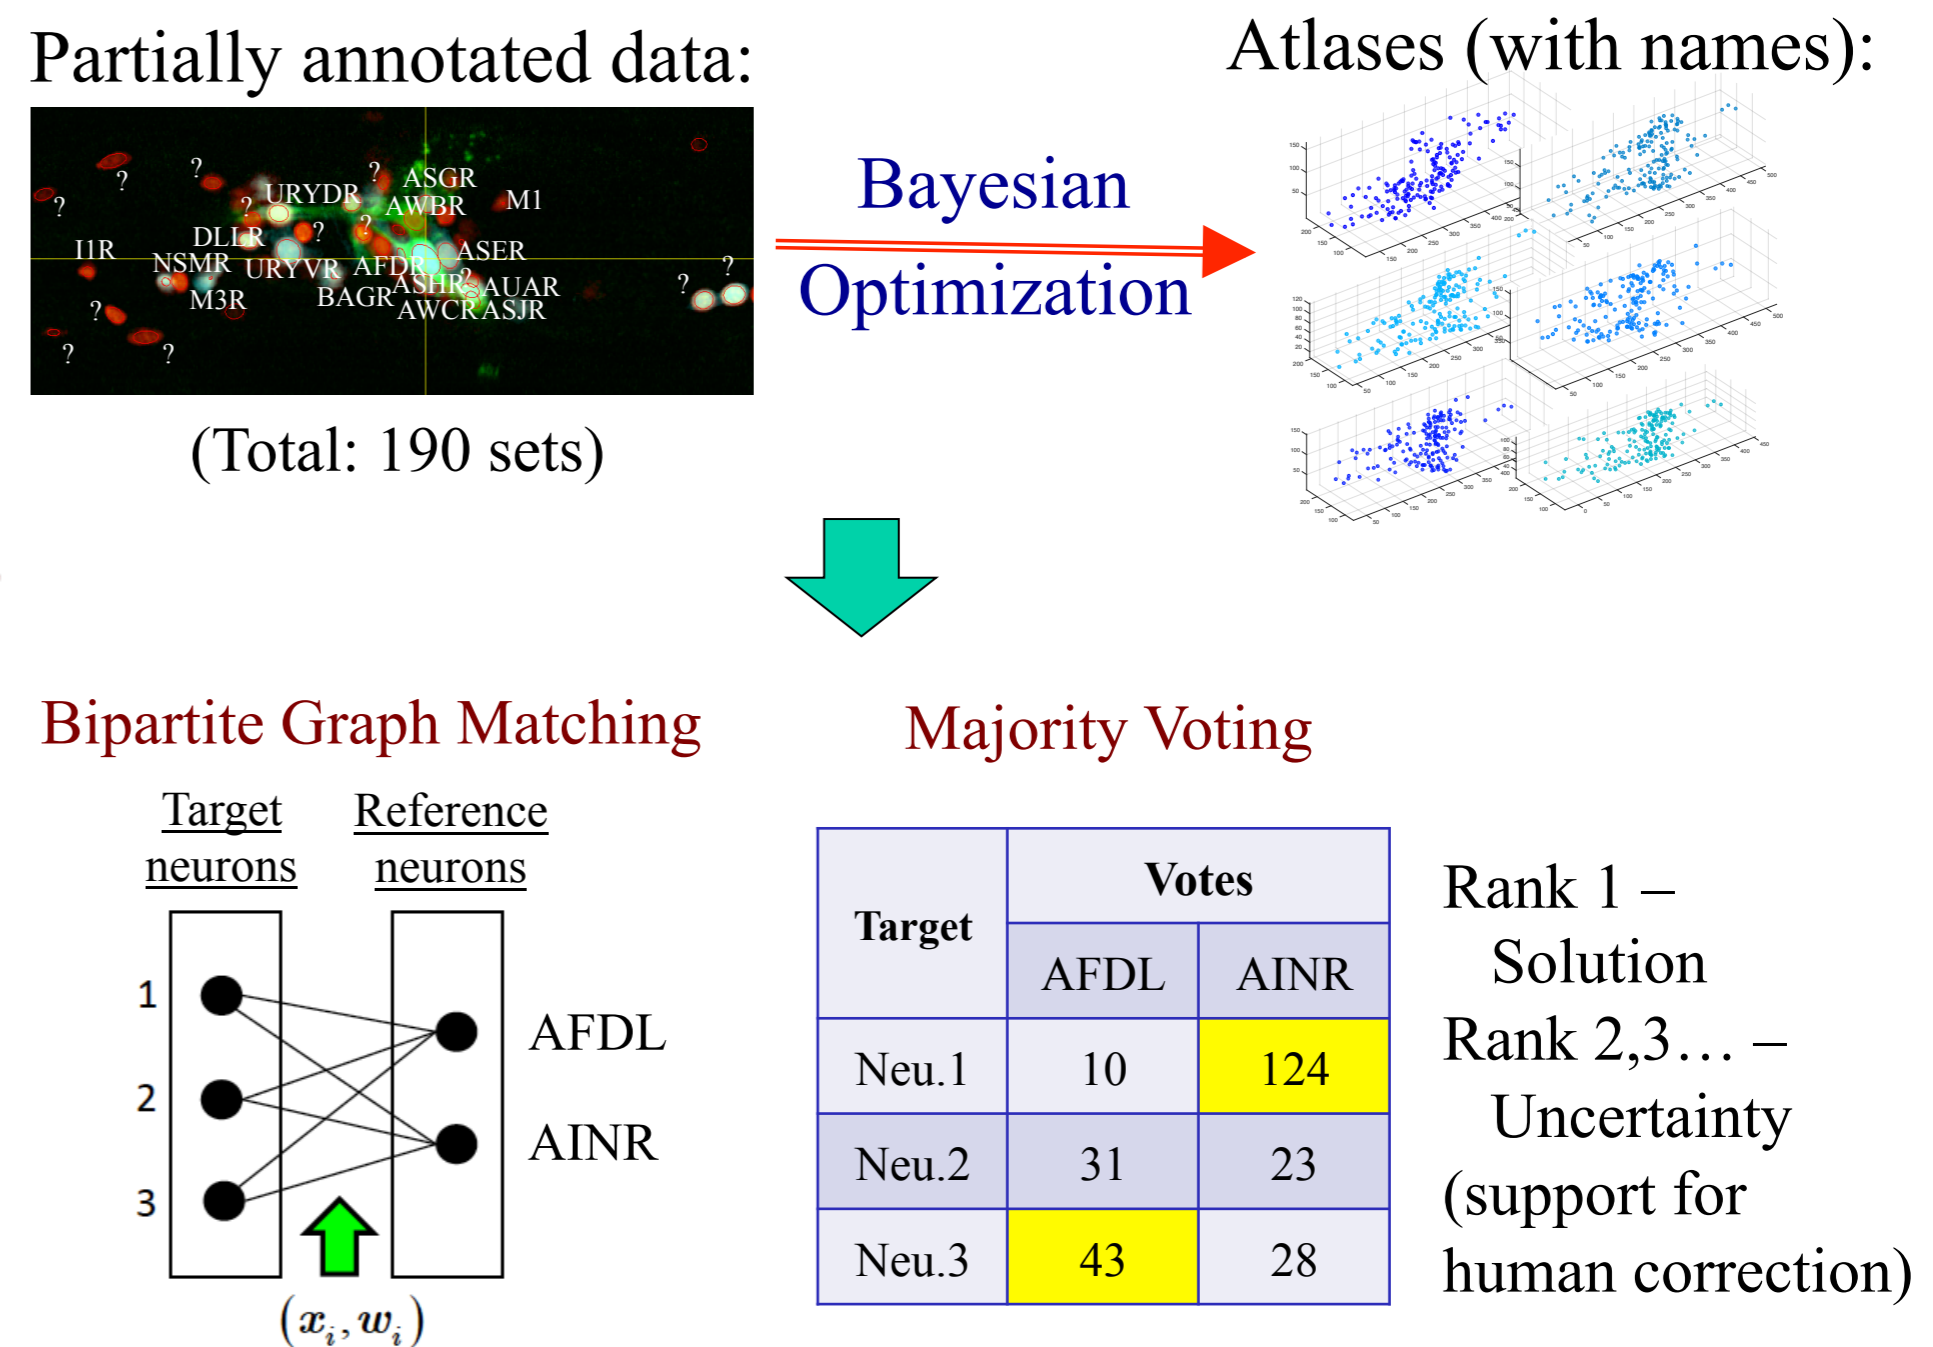 Partially annotated data:
Atlases (with names):
?
?
?
ASGR
?
URYDR
M1
?
?
AWBR
DLLR
?
?
I1R
ASER
NSMR
URYVR
AFDR
?
?
?
BAGR
ASHR
AUAR
M3R
AWCR
ASJR
?
?
?
(Total: 190 sets)
Bayesian
Optimization
Bipartite Graph Matching
Target
neurons
Reference
neurons
1
2
3
AFDL
AINR
(xᵢ, wᵢ)
Majority Voting
Target Votes
AFDL AINR
Neu.1 10 124
Neu.2 31 23
Neu.3 43 28
Rank 1 –
Solution
Rank 2,3… –
Uncertainty
(support for
human correction)